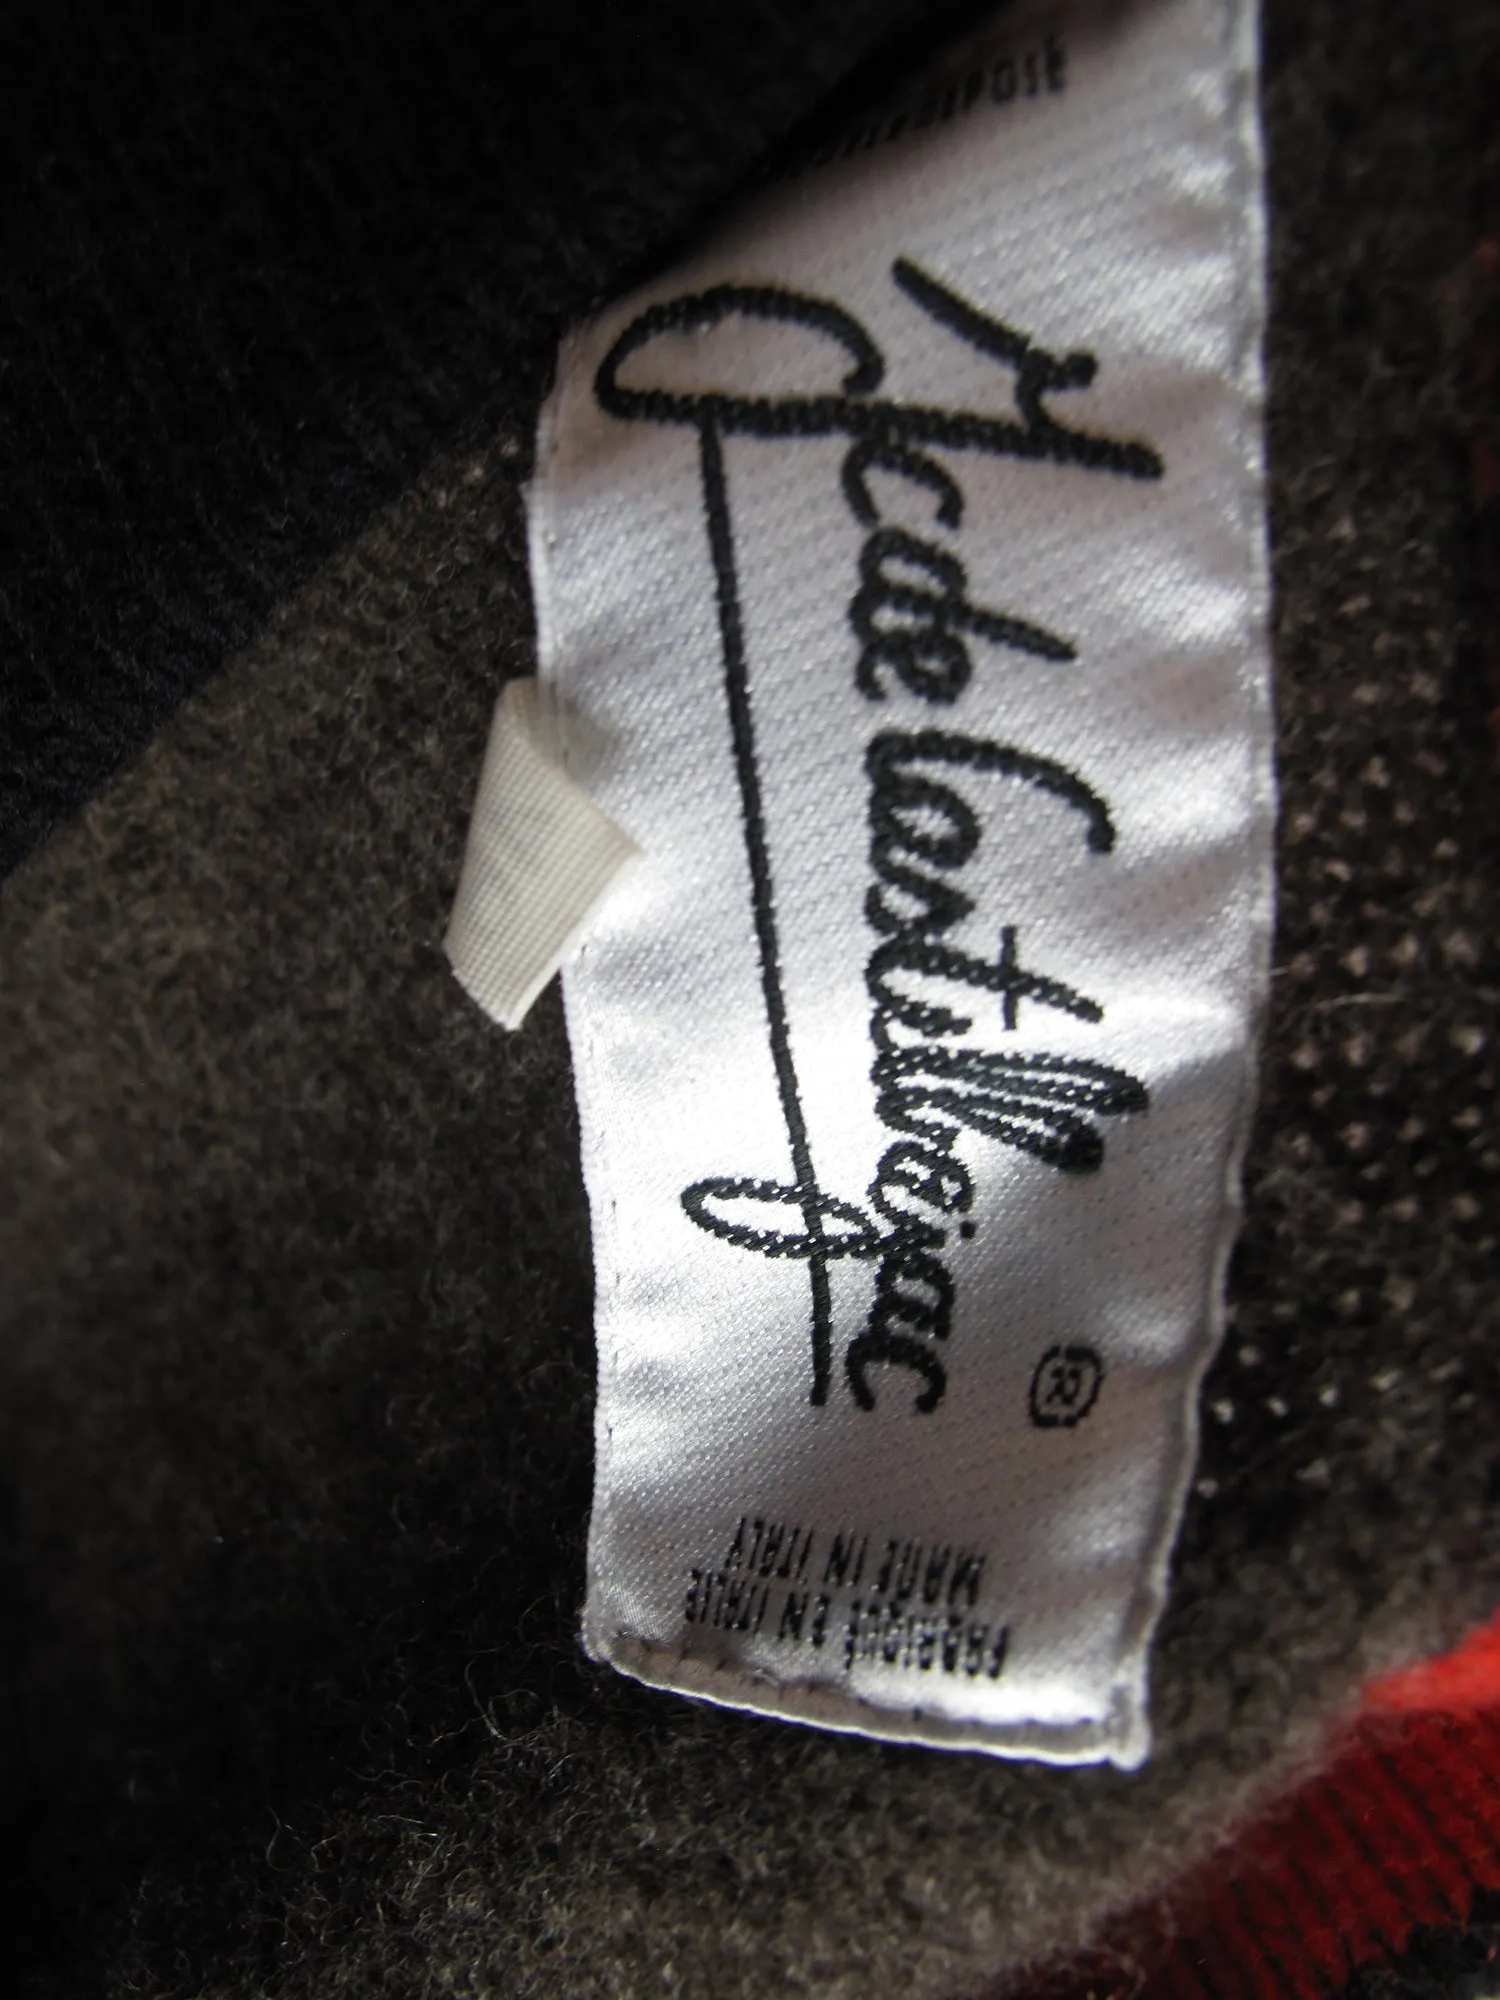 JC de Castelbajac
®
MADE IN ITALY
FABRIQUÉ EN ITALIE